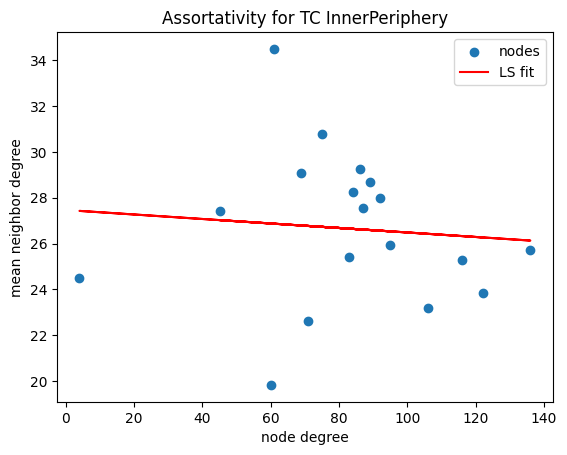 Assortativity for TC InnerPeriphery
nodes
LS fit
mean neighbor degree
34
32
30
28
26
24
22
20
0 20 40 60 80 100 120 140
node degree